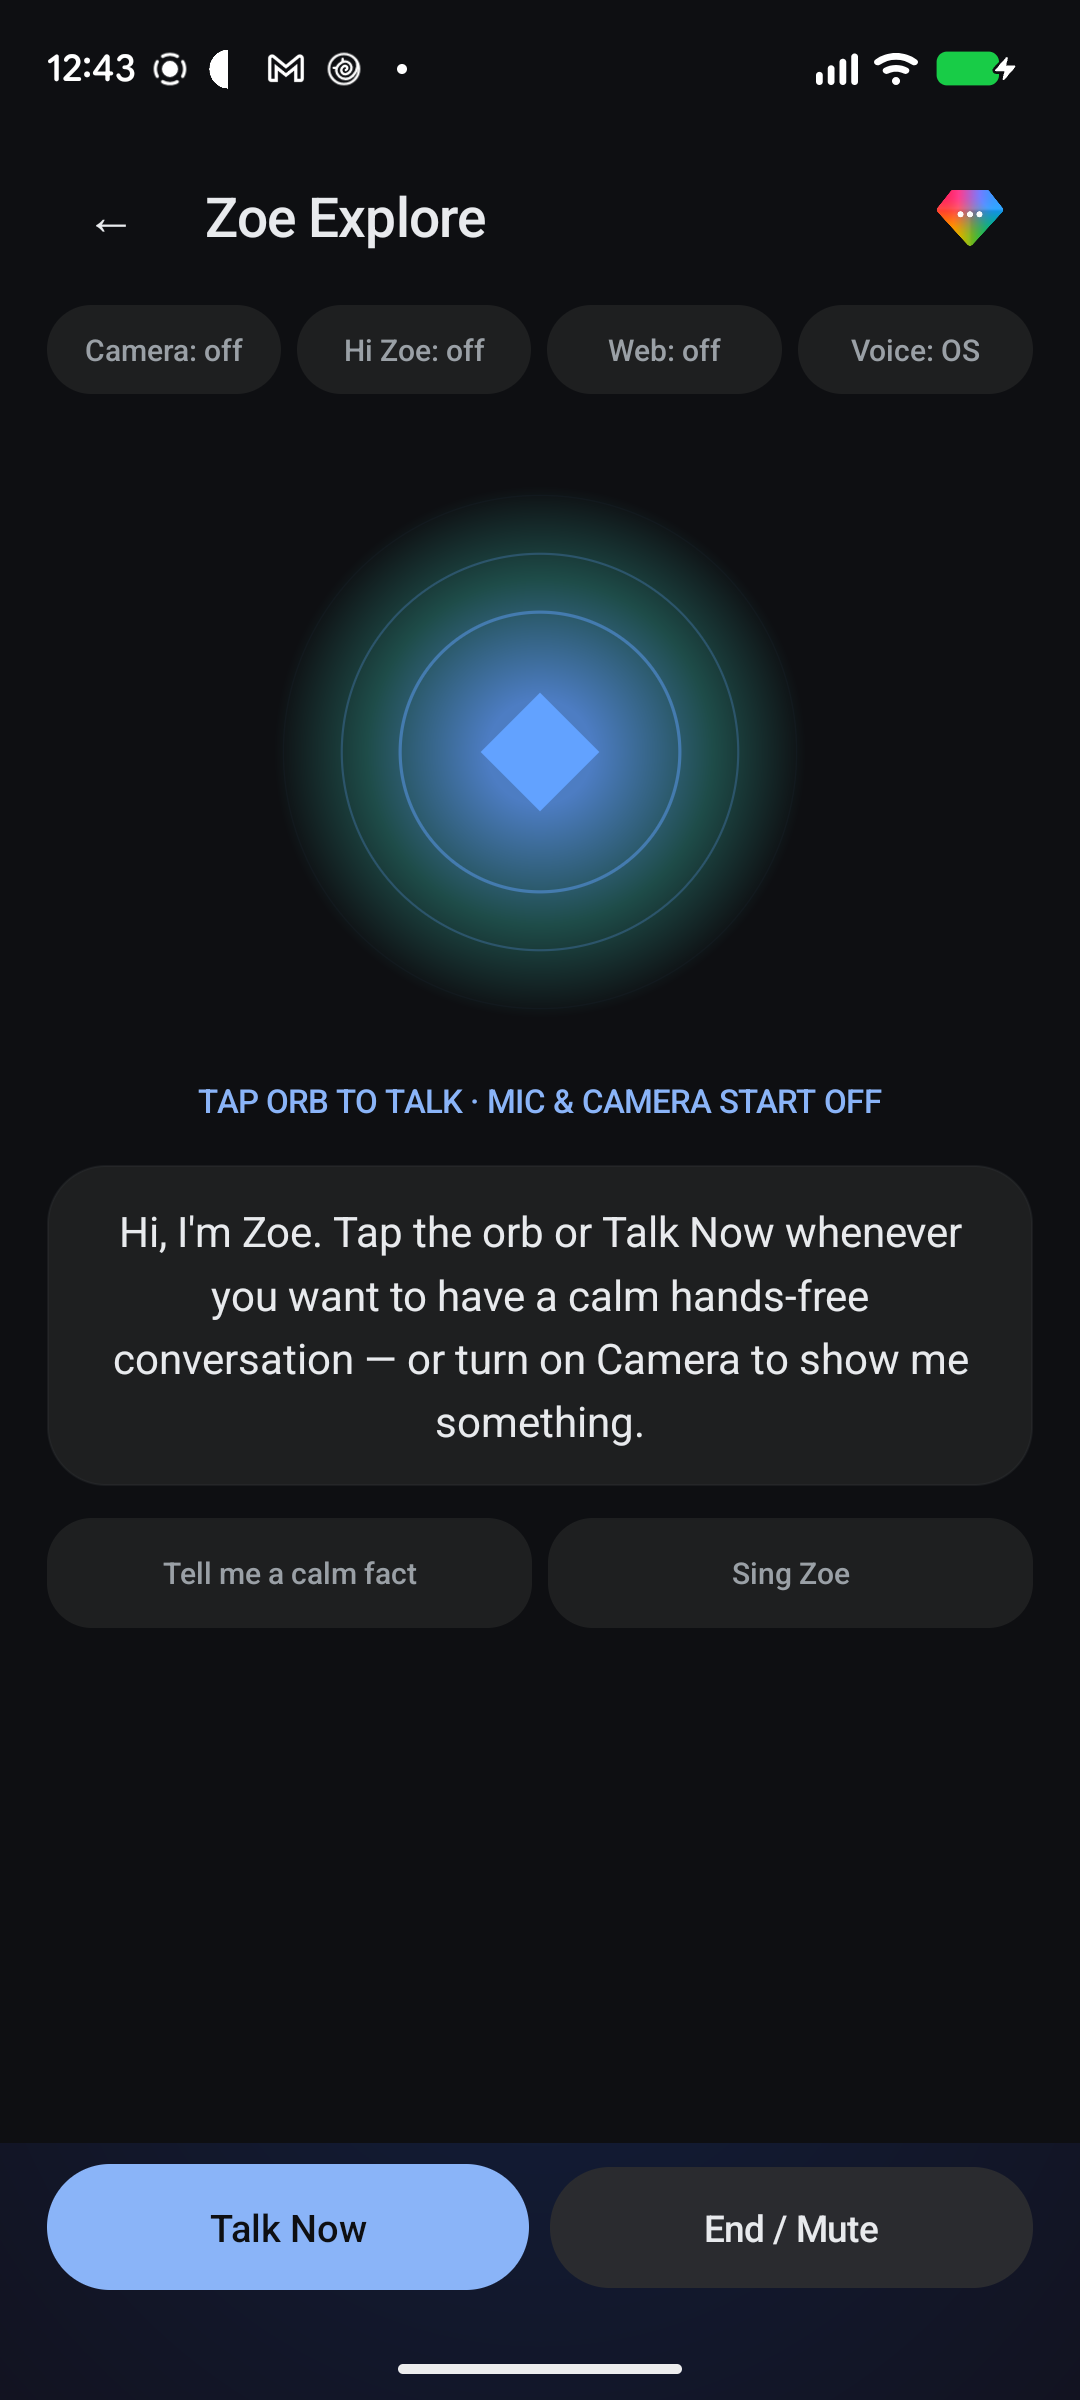 12:43
← Zoe Explore
Camera: off
Hi Zoe: off
Web: off
Voice: OS
TAP ORB TO TALK · MIC & CAMERA START OFF
Hi, I'm Zoe. Tap the orb or Talk Now whenever
you want to have a calm hands-free
conversation — or turn on Camera to show me
something.
Tell me a calm fact
Sing Zoe
Talk Now
End / Mute